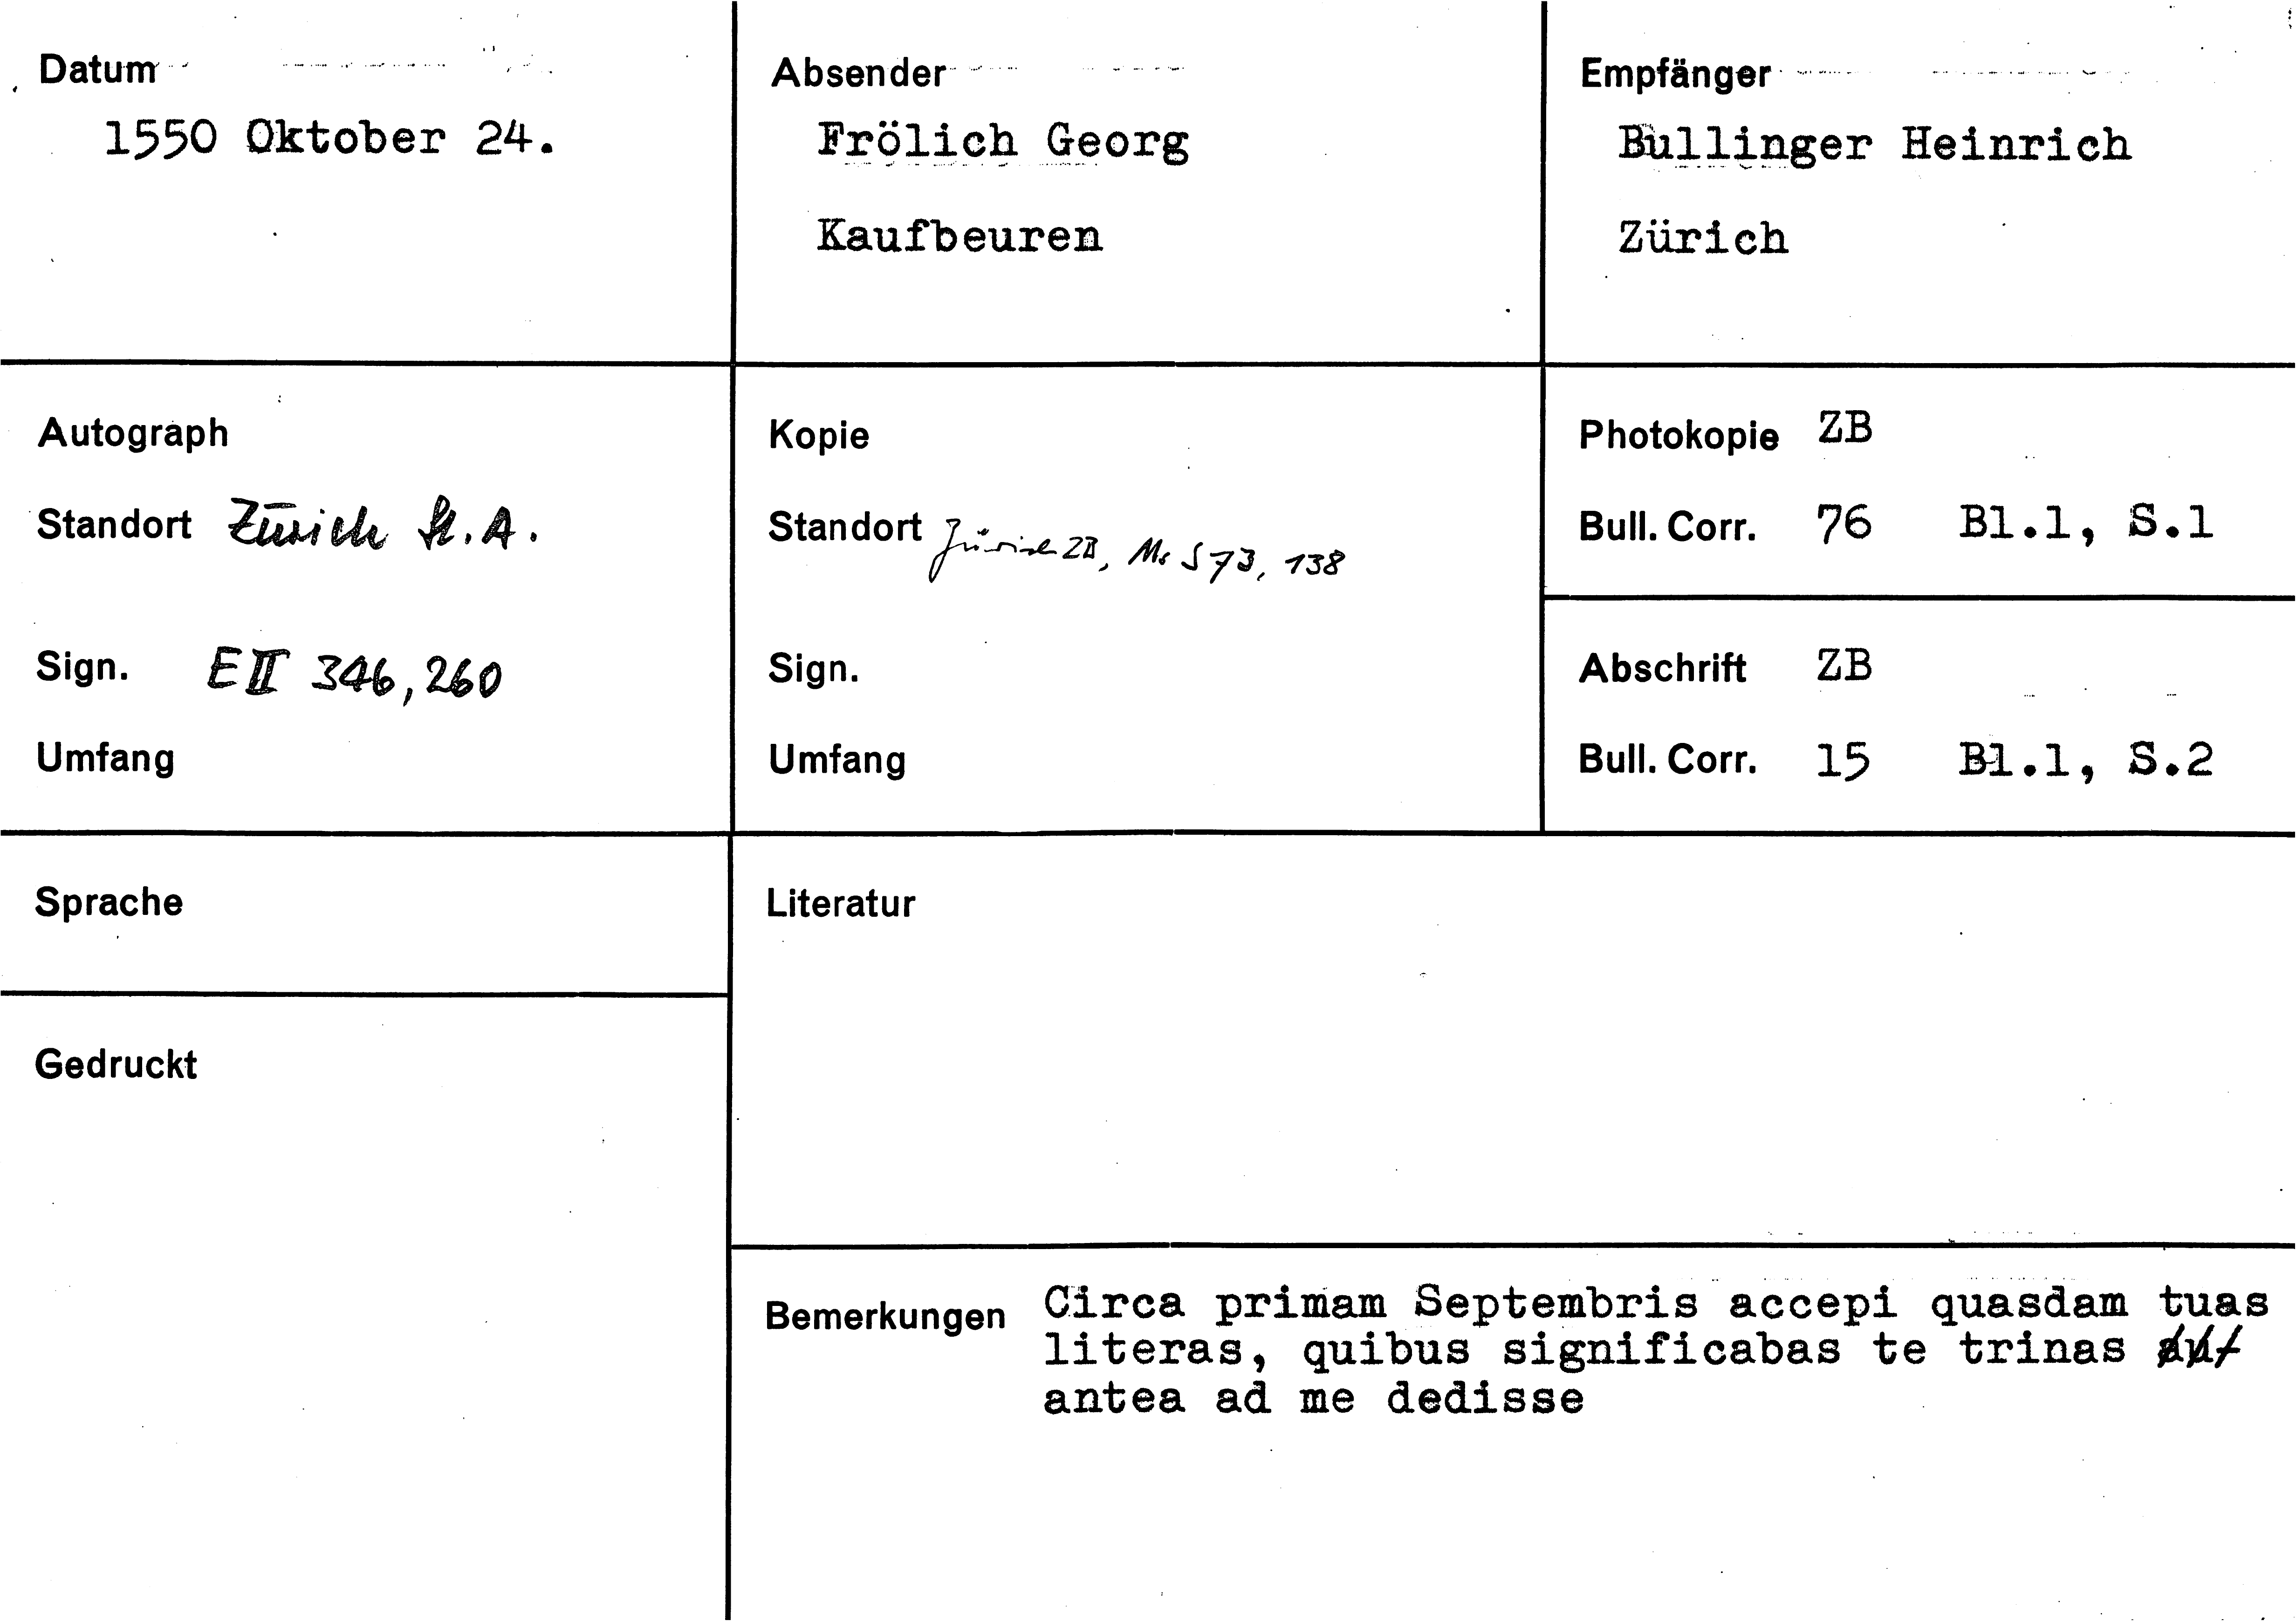 Datum
1550 Oktober 24.
Absender
Frölich Georg
Kaufbeuren
Empfänger
Bullinger Heinrich
Zürich
Autograph
Standort Zürich St. A.
Sign. E II 346, 260
Umfang
Kopie
Standort Zürich ZB, Ms S 73, 138
Sign.
Umfang
Photokopie ZB
Bull. Corr. 76 Bl.1, S.1
Abschrift ZB
Bull. Corr. 15 Bl.1, S.2
Sprache
Gedruckt
Literatur
Bemerkungen Circa primam Septembris accepi quasdam tuas
literas, quibus significabas te trinas
antea ad me dedisse